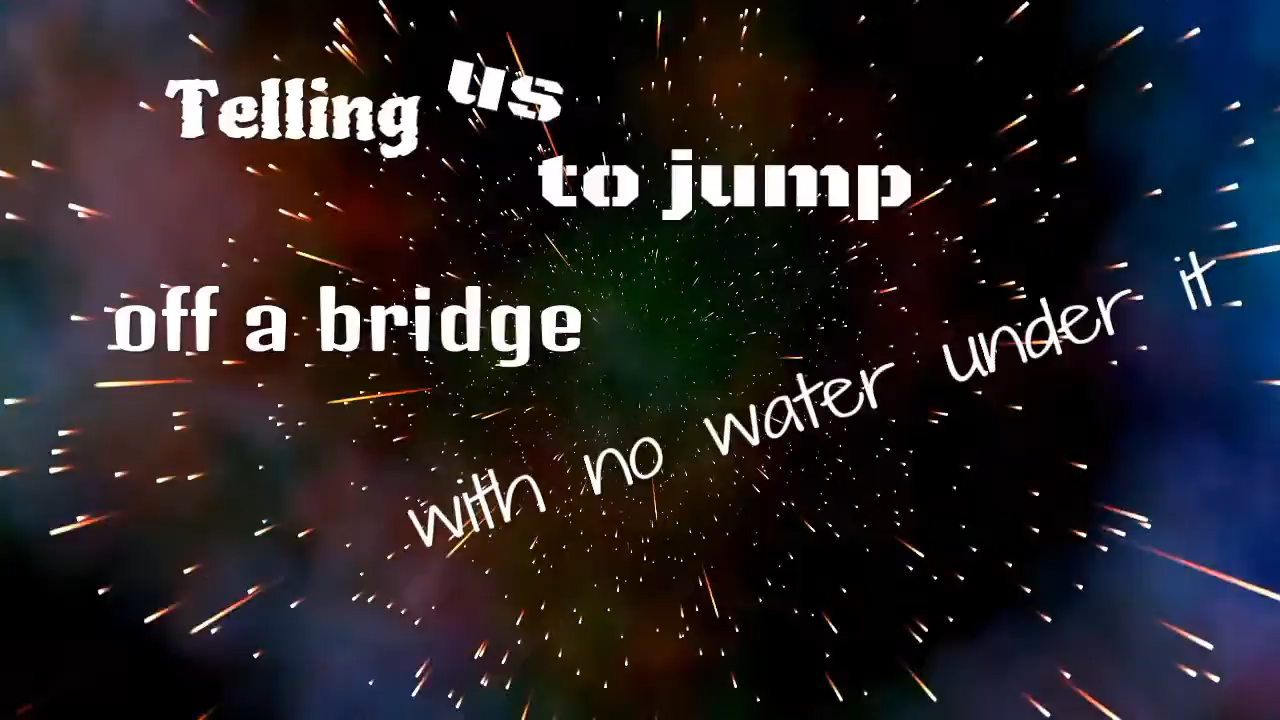 Telling us
to jump
off a bridge
with no water under it